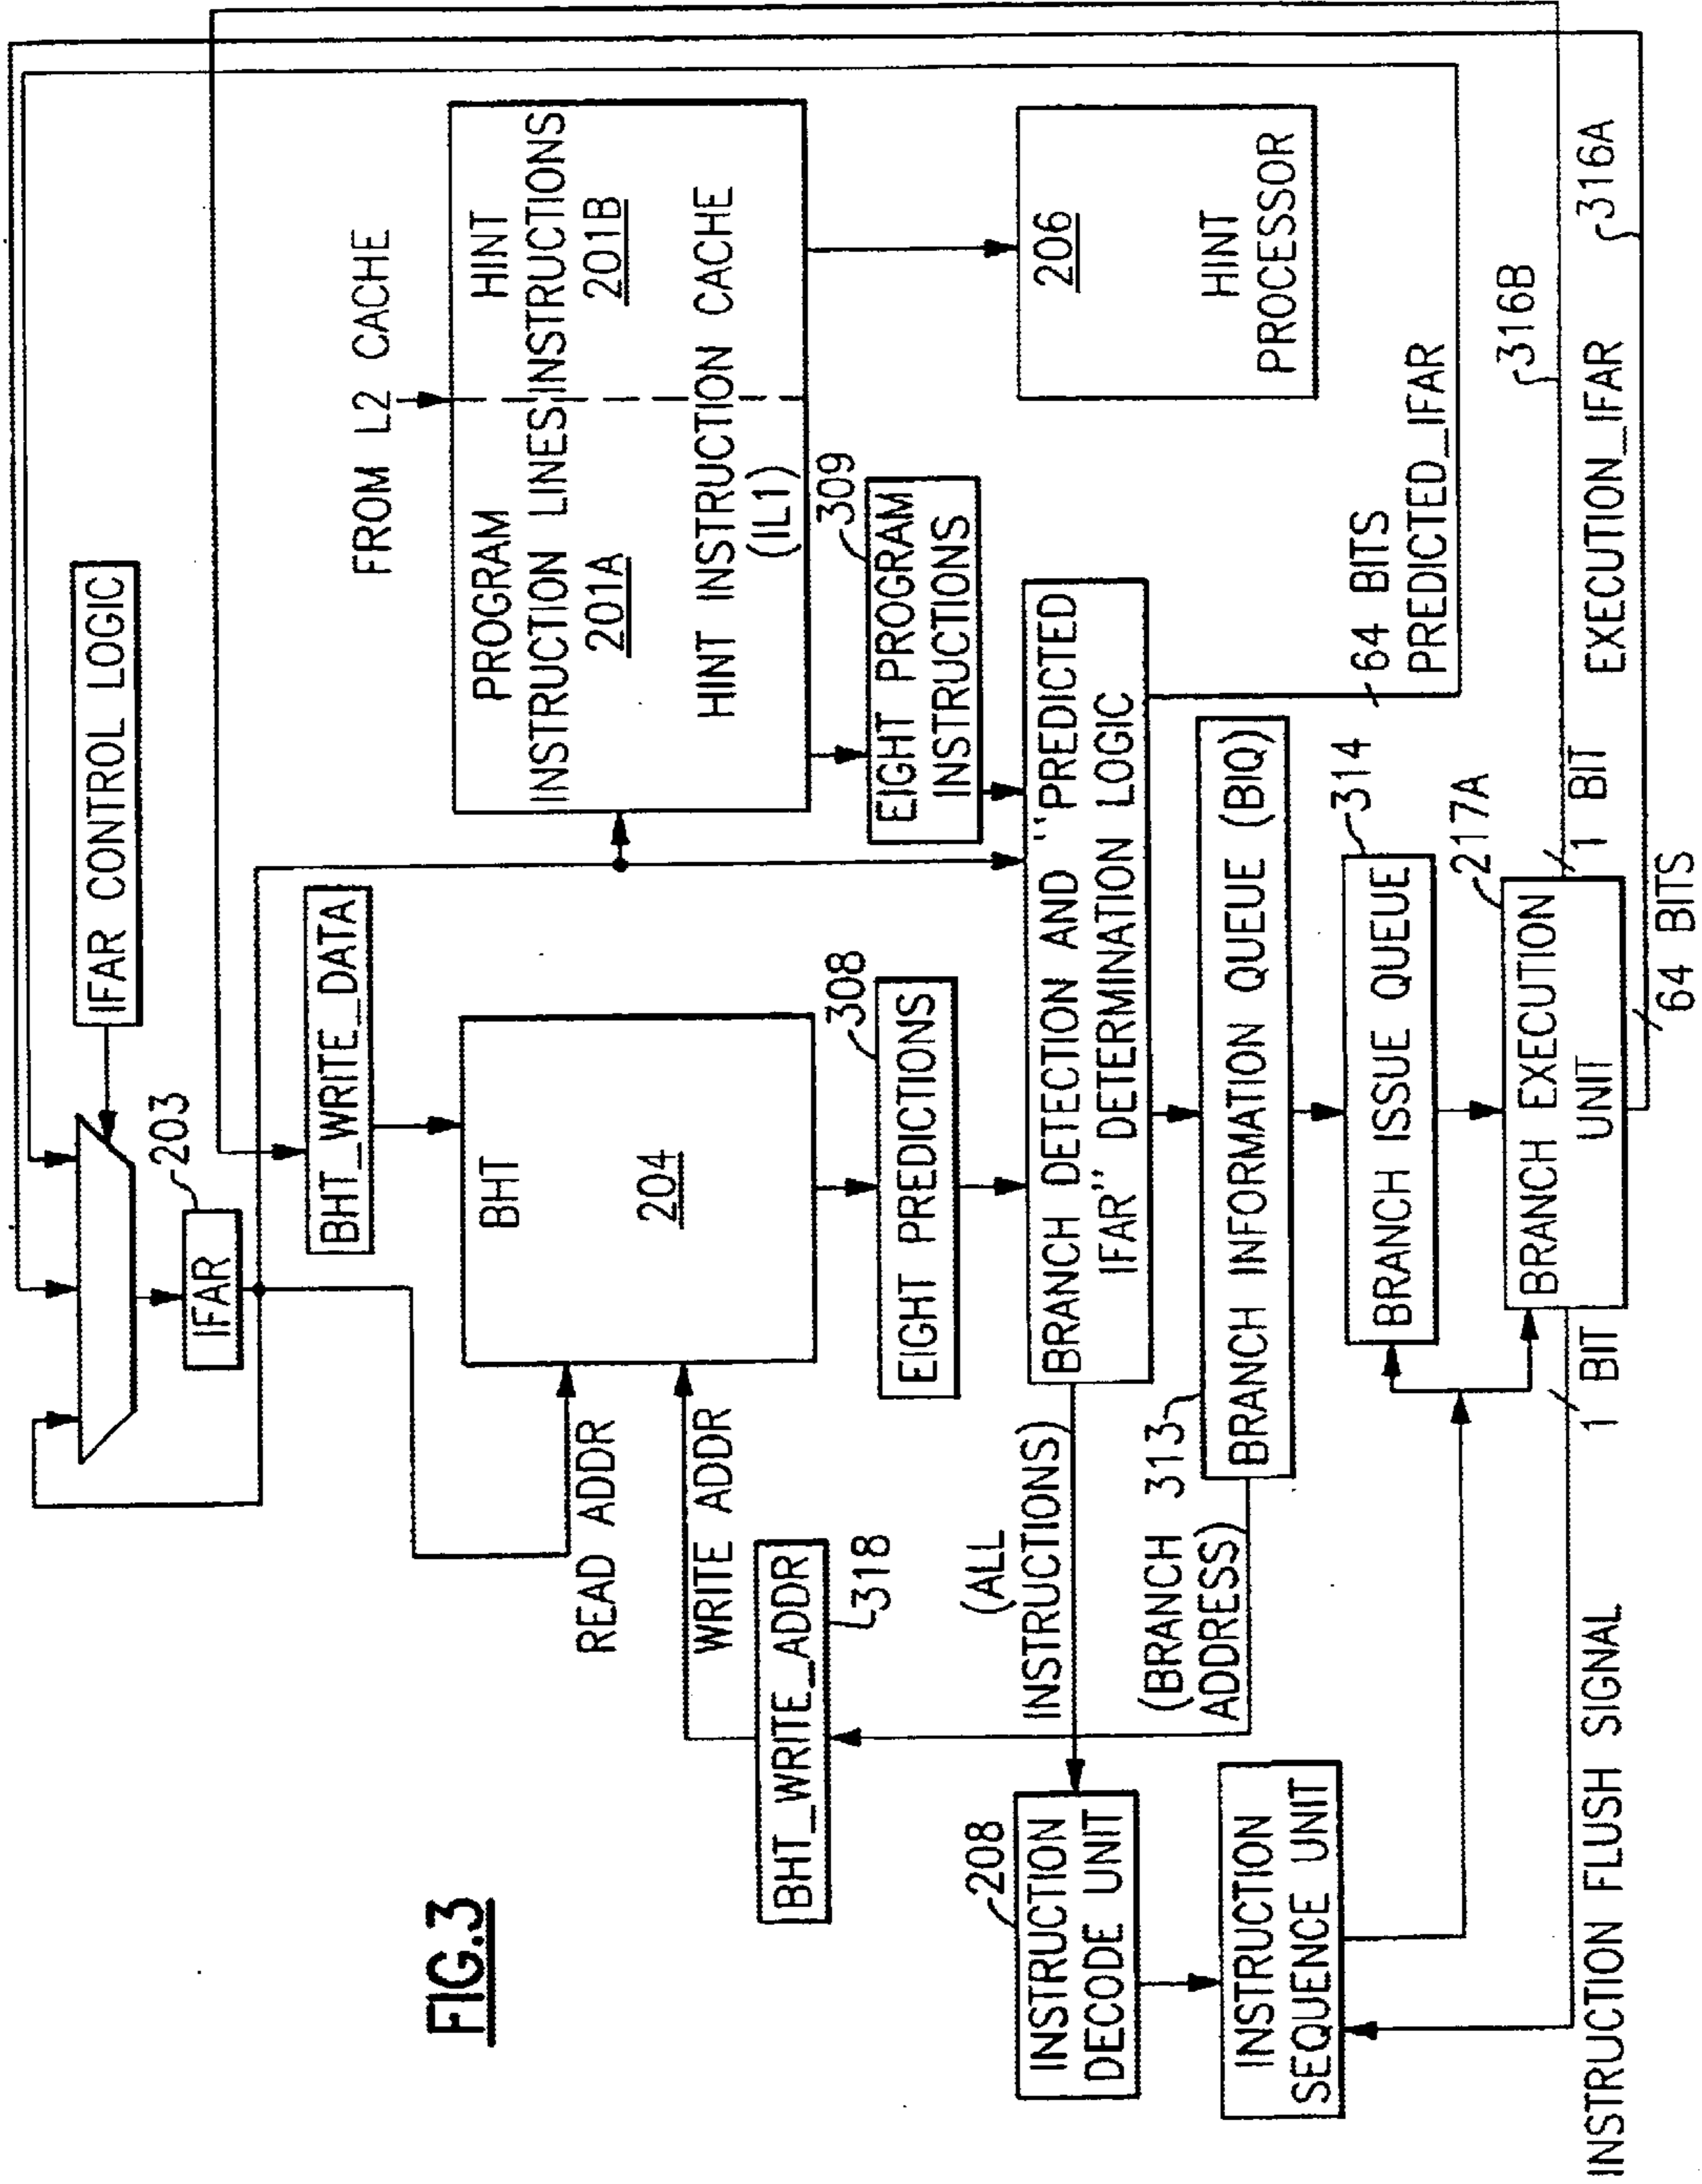 FIG.3
IFAR CONTROL LOGIC
203
IFAR
BHT_WRITE_DATA
FROM L2 CACHE
READ ADDR
WRITE ADDR
BHT_WRITE_ADDR
318
BHT
204
PROGRAM
INSTRUCTION LINES
201A
HINT
INSTRUCTIONS
201B
HINT INSTRUCTION CACHE
(IL1)
308
EIGHT PREDICTIONS
309
EIGHT PROGRAM
INSTRUCTIONS
206
HINT
PROCESSOR
(ALL
INSTRUCTIONS)
BRANCH DETECTION AND "PREDICTED
IFAR" DETERMINATION LOGIC
208
INSTRUCTION
DECODE UNIT
(BRANCH
ADDRESS)
313
BRANCH INFORMATION QUEUE (BIQ)
64 BITS
PREDICTED_IFAR
INSTRUCTION
SEQUENCE UNIT
314
BRANCH ISSUE QUEUE
217A
BRANCH EXECUTION
UNIT
316B
1 BIT
EXECUTION_IFAR
316A
1 BIT
INSTRUCTION FLUSH SIGNAL
64 BITS